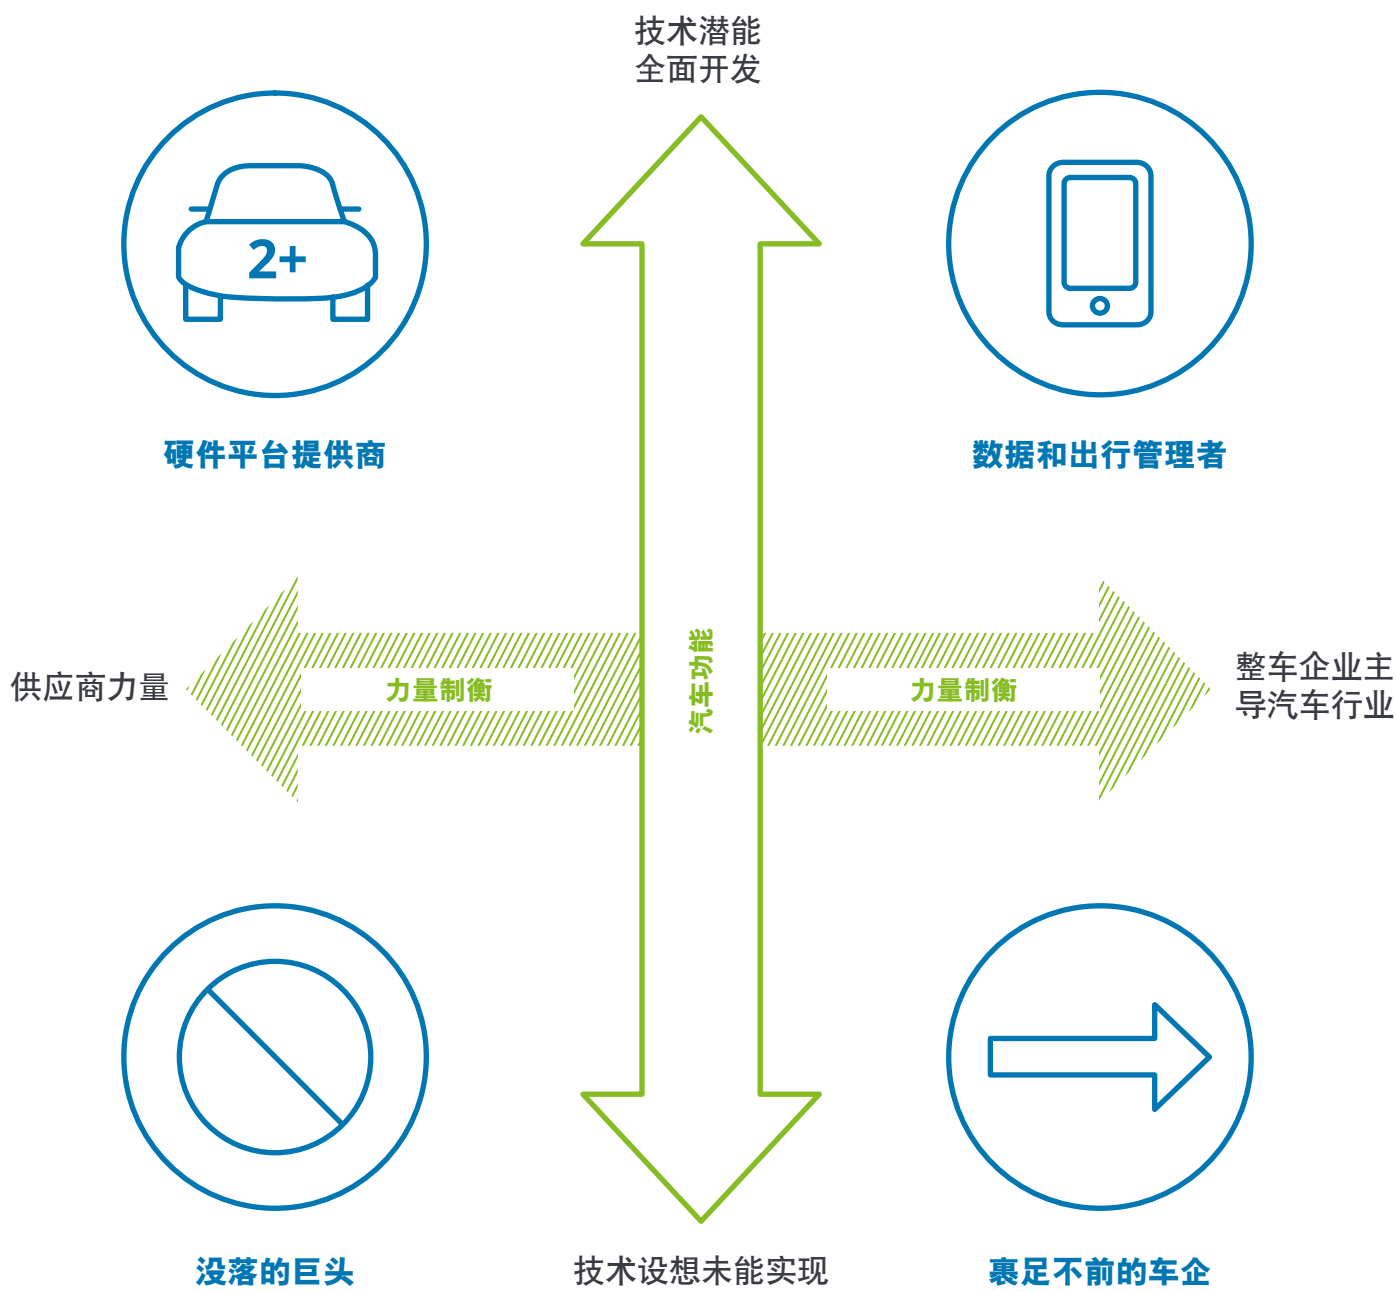 技术潜能
全面开发
2+
硬件平台提供商
数据和出行管理者
供应商力量
力量制衡
汽车功能
力量制衡
整车企业主
导汽车行业
没落的巨头
技术设想未能实现
裹足不前的车企